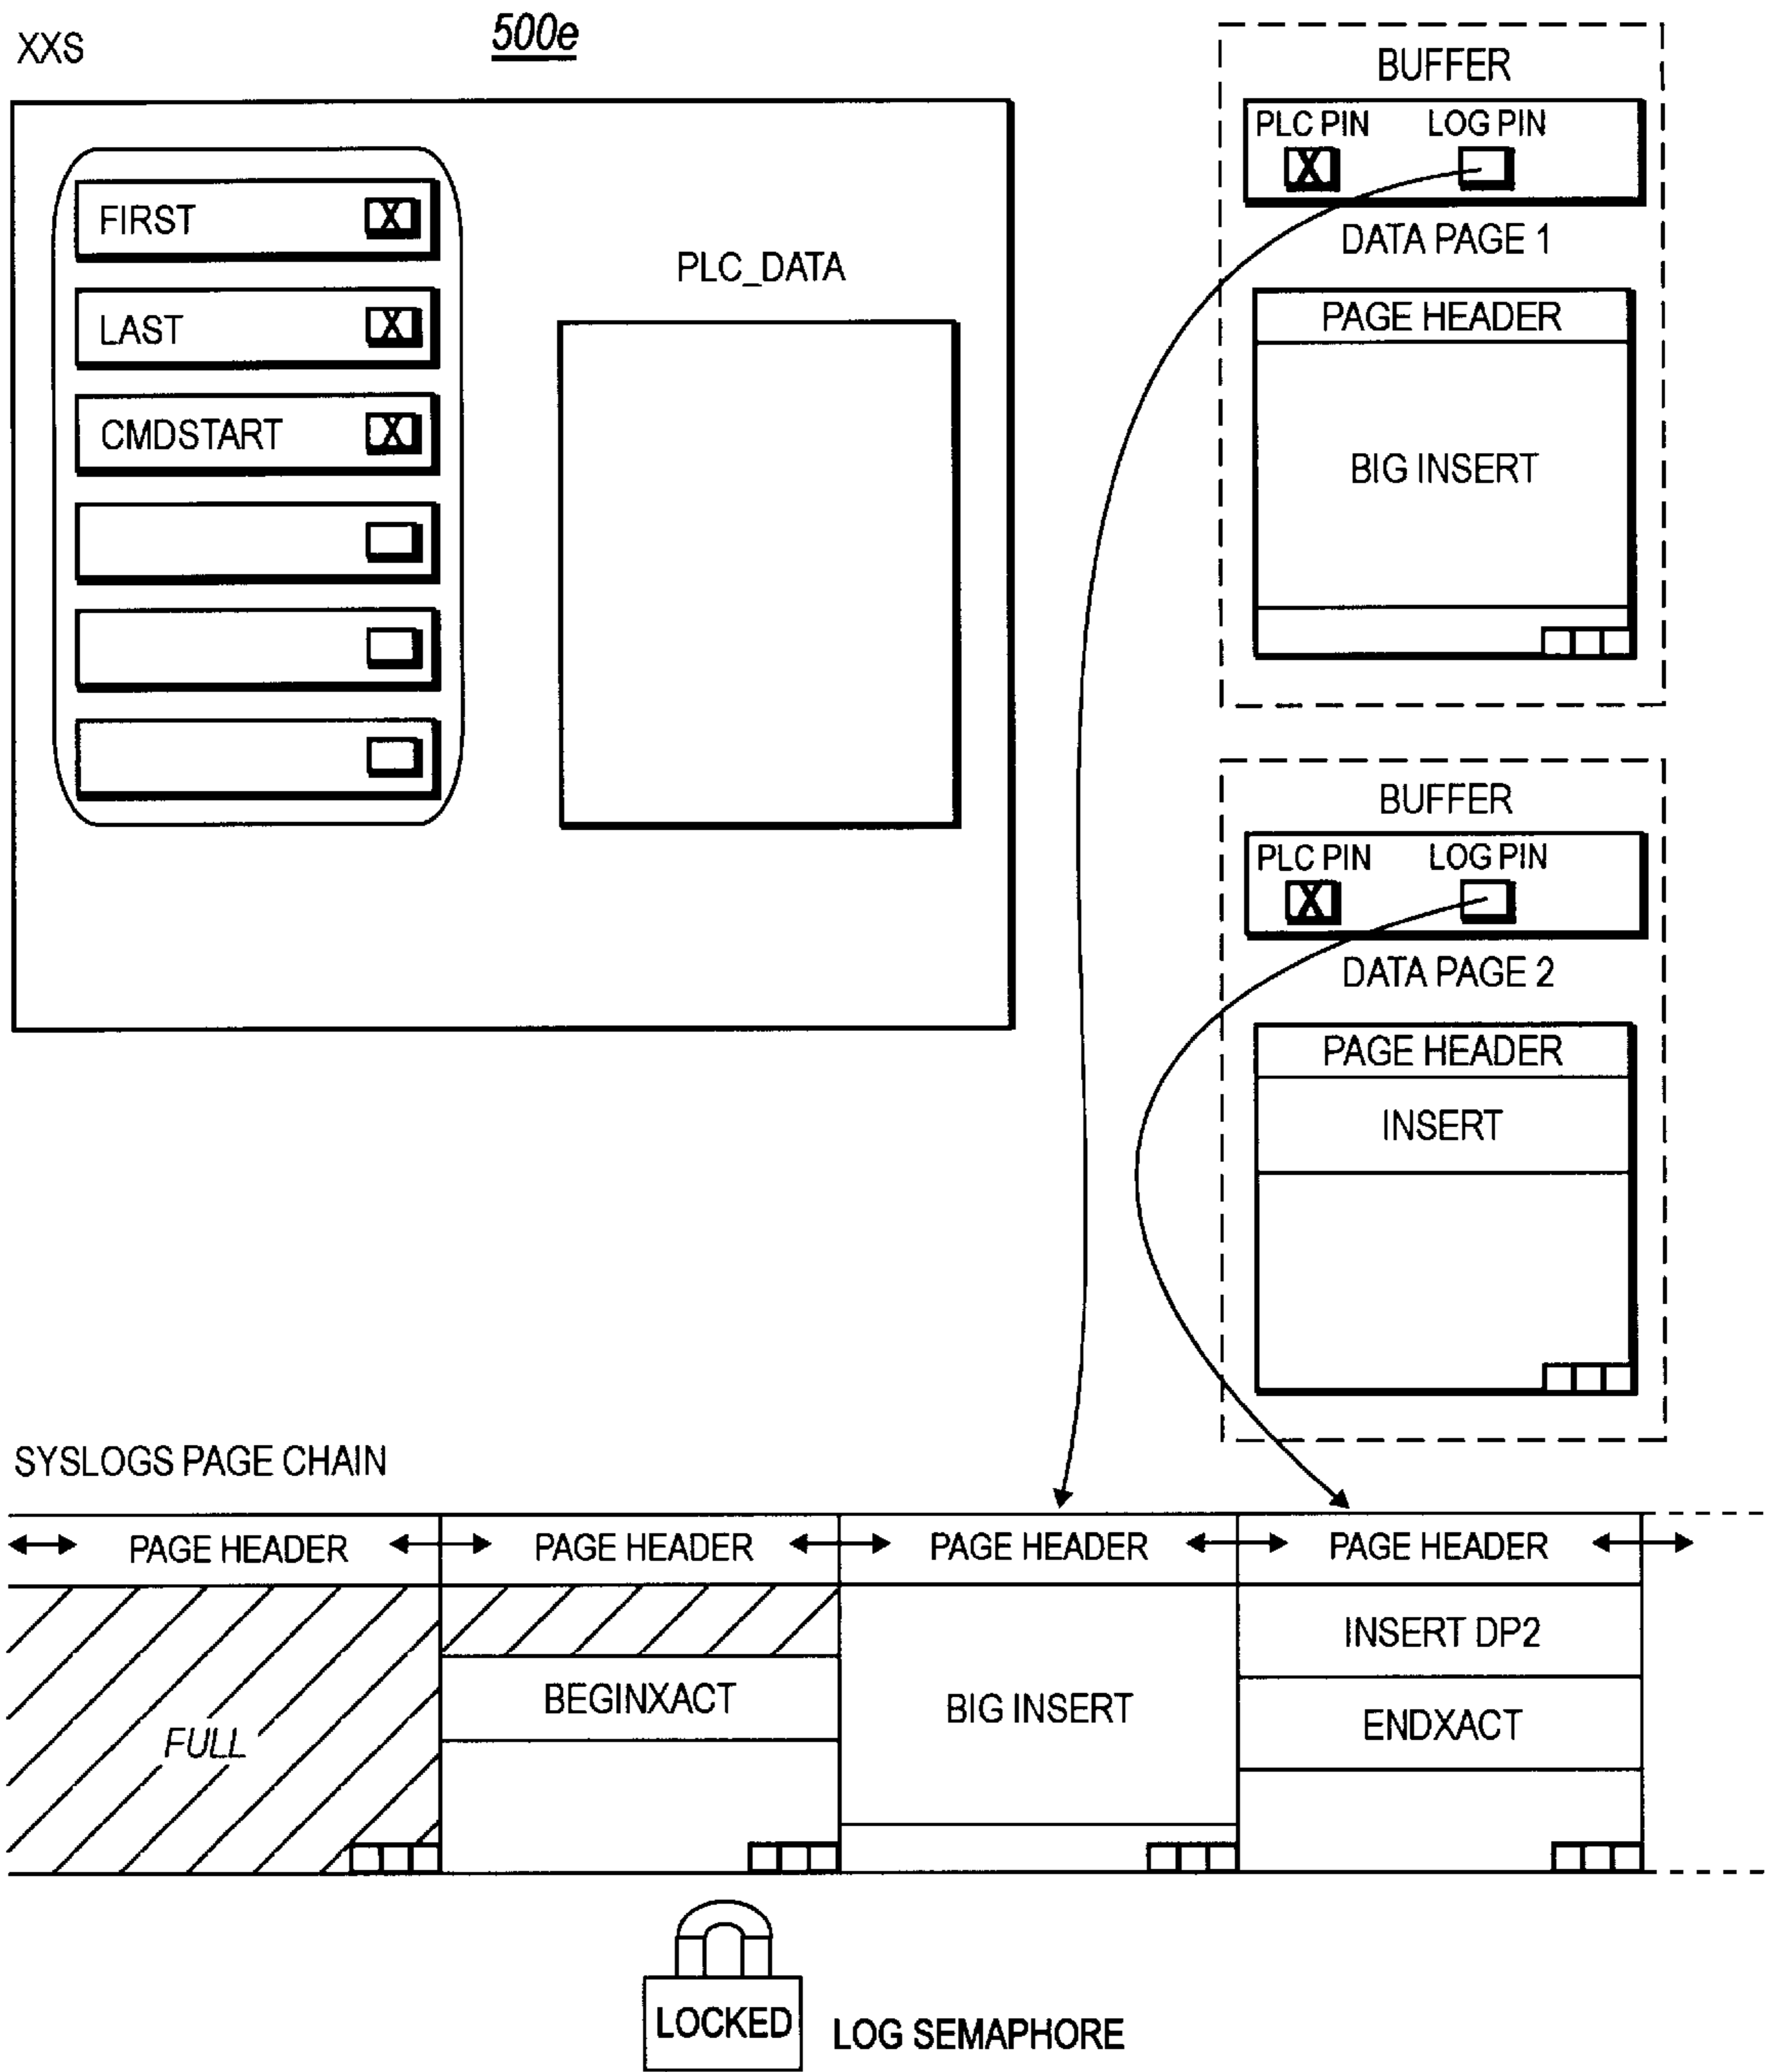 XXS
500e
FIRST X
LAST X
CMDSTART X
PLC_DATA
BUFFER
PLC PIN LOG PIN
X
DATA PAGE 1
PAGE HEADER
BIG INSERT
BUFFER
PLC PIN LOG PIN
X
DATA PAGE 2
PAGE HEADER
INSERT
SYSLOGS PAGE CHAIN
PAGE HEADER PAGE HEADER PAGE HEADER PAGE HEADER
FULL
BEGINXACT
BIG INSERT
INSERT DP2
ENDXACT
LOCKED
LOG SEMAPHORE